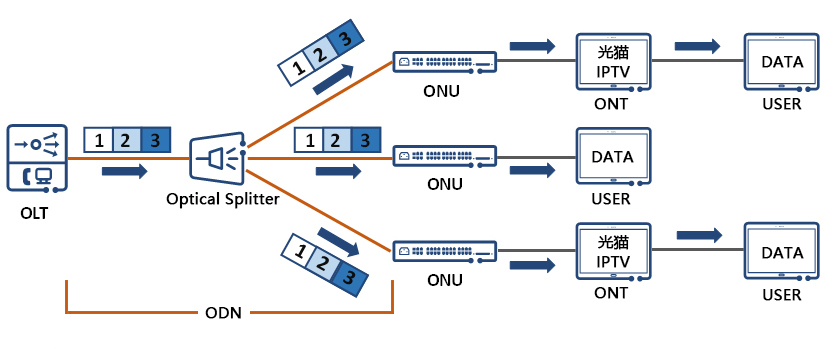 1 2 3
ONU
光猫
IPTV
ONT
DATA
USER
OLT
1 2 3
Optical Splitter
1 2 3
ONU
DATA
USER
1 2 3
ONU
光猫
IPTV
ONT
DATA
USER
ODN